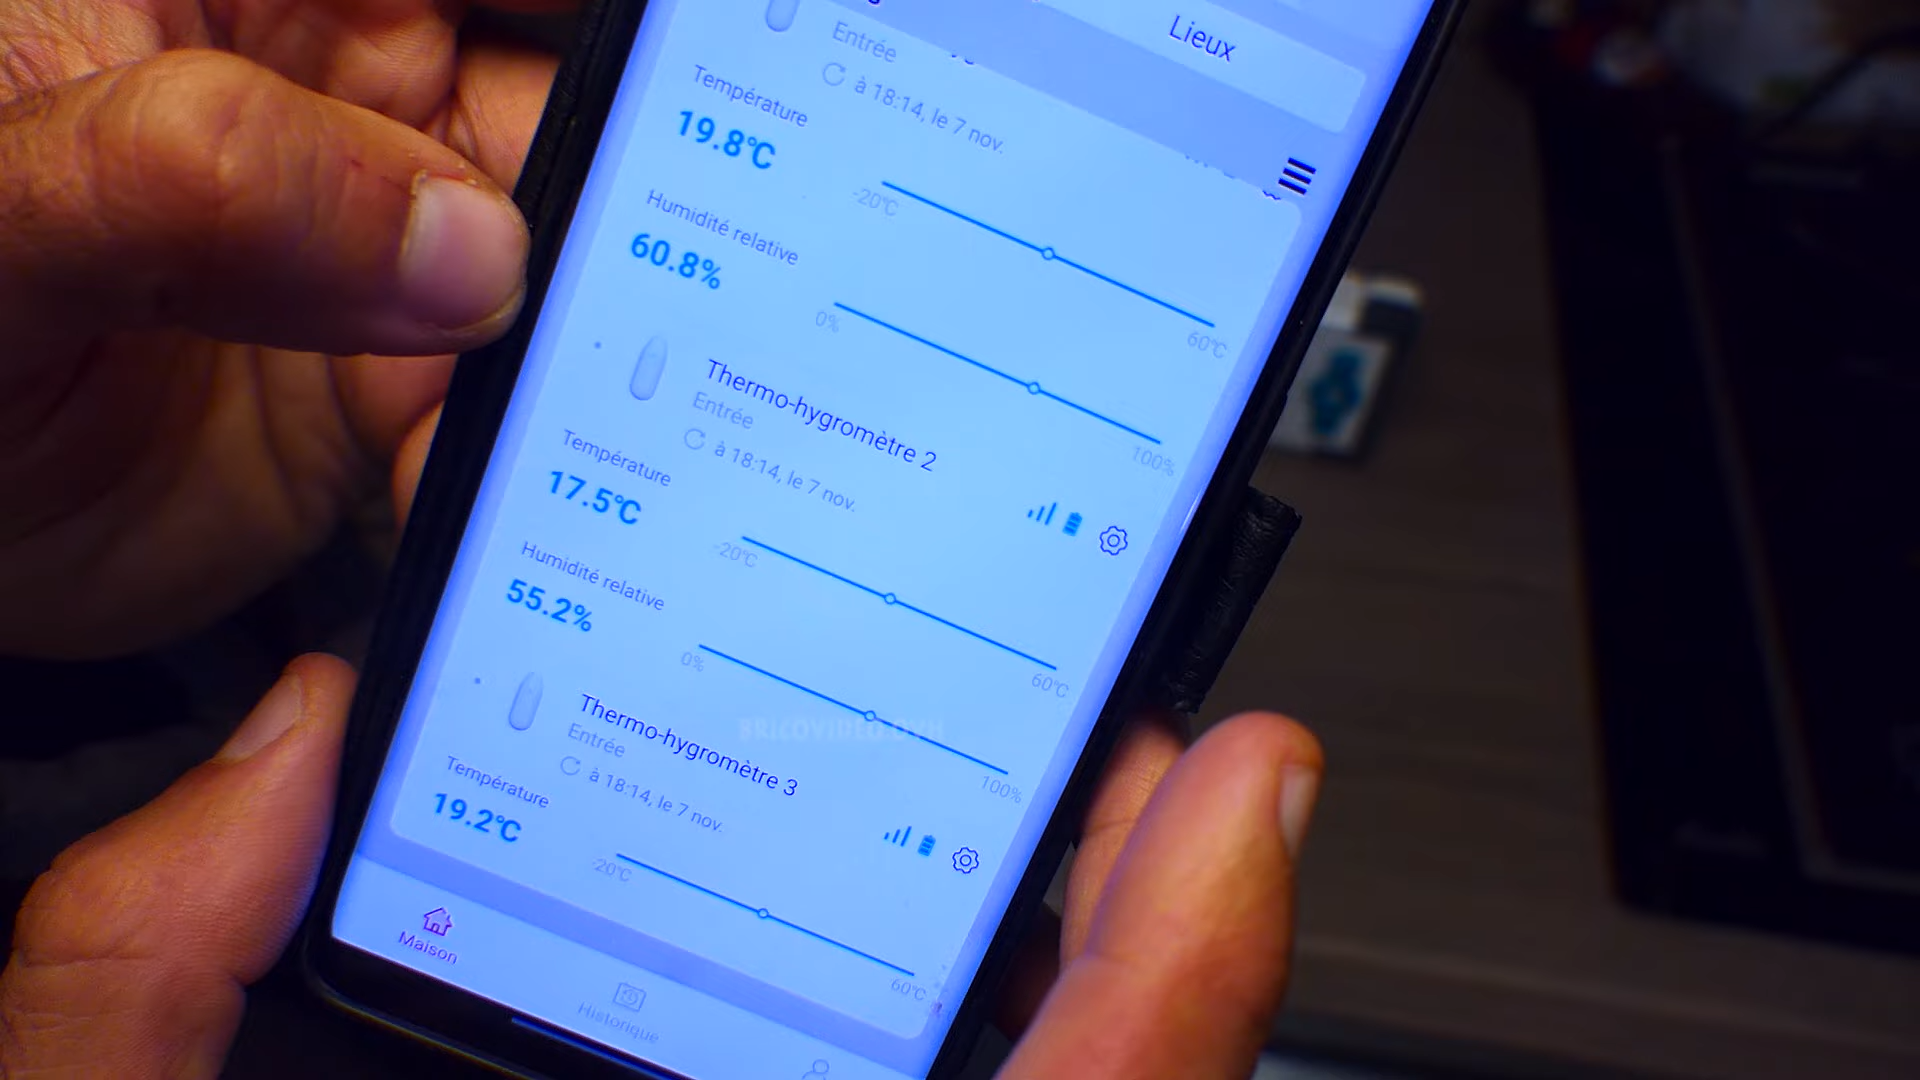 Lieux
Entrée
à 18:14, le 7 nov.
Température
19.8°C
-20°C
60°C
Humidité relative
60.8%
0%
100%
Thermo-hygromètre 2
Entrée
à 18:14, le 7 nov.
Température
17.5°C
-20°C
60°C
Humidité relative
55.2%
0%
100%
Thermo-hygromètre 3
Entrée
à 18:14, le 7 nov.
Température
19.2°C
-20°C
60°C
Maison
Historique